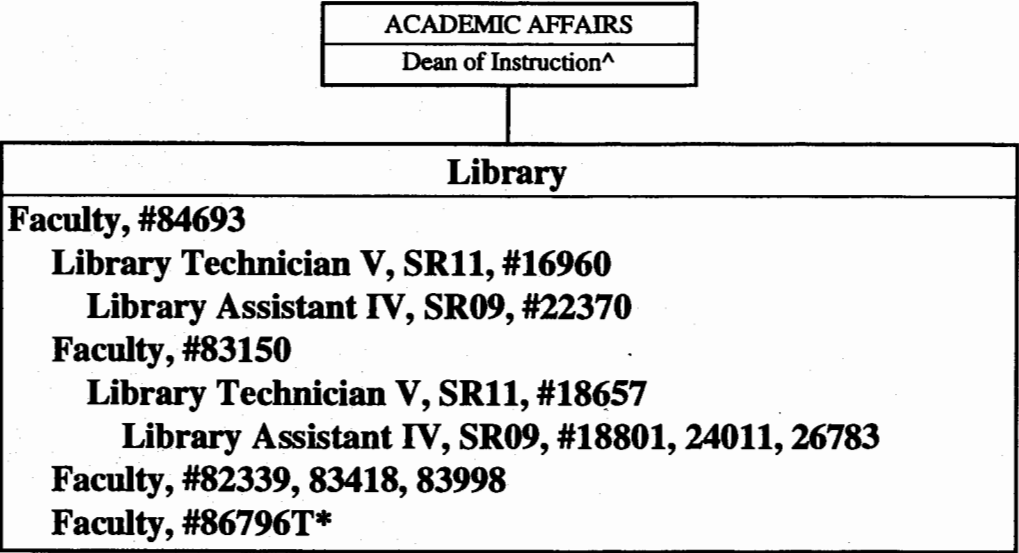 ACADEMIC AFFAIRS
Dean of Instruction^
Library
Faculty, #84693
Library Technician V, SR11, #16960
Library Assistant IV, SR09, #22370
Faculty, #83150
Library Technician V, SR11, #18657
Library Assistant IV, SR09, #18801, 24011, 26783
Faculty, #82339, 83418, 83998
Faculty, #86796T*